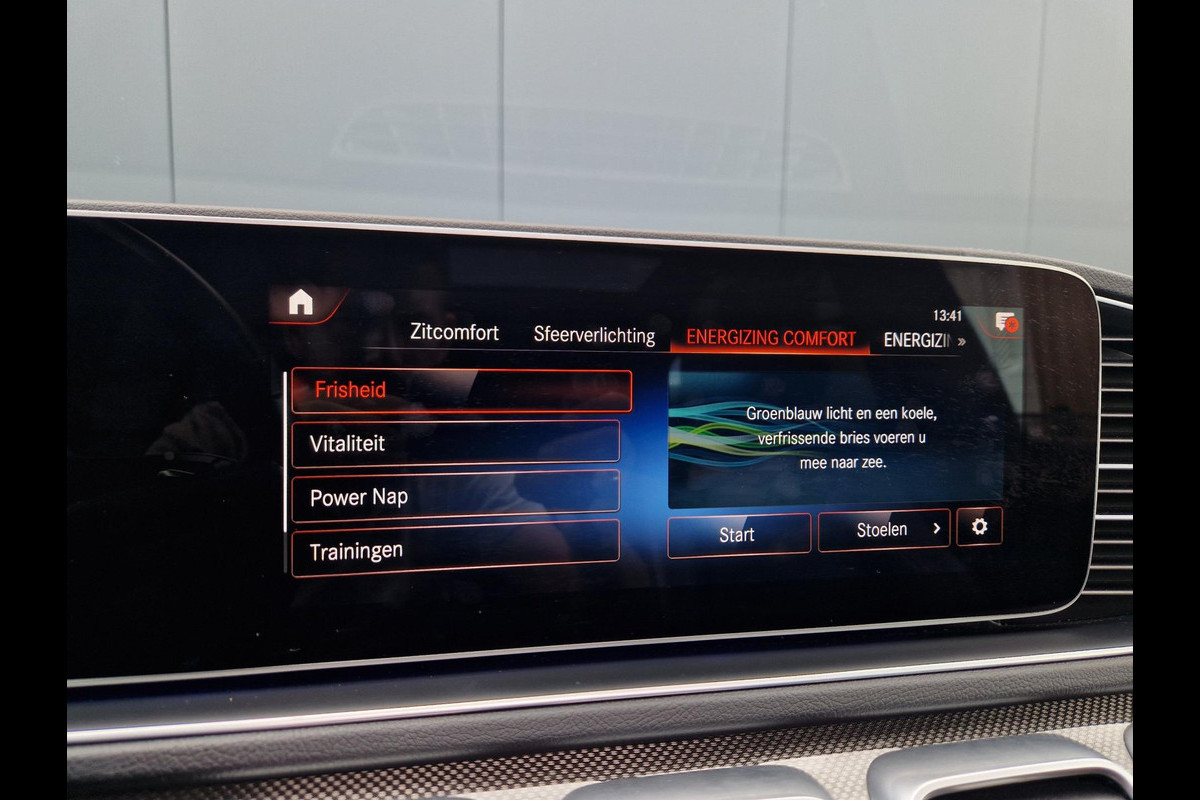 13:41
Zitcomfort
Sfeerverlichting
ENERGIZING COMFORT
ENERGIZI
Frisheid
Vitaliteit
Power Nap
Trainingen
Groenblauw licht en een koele,
verfrissende bries voeren u
mee naar zee.
Start
Stoelen